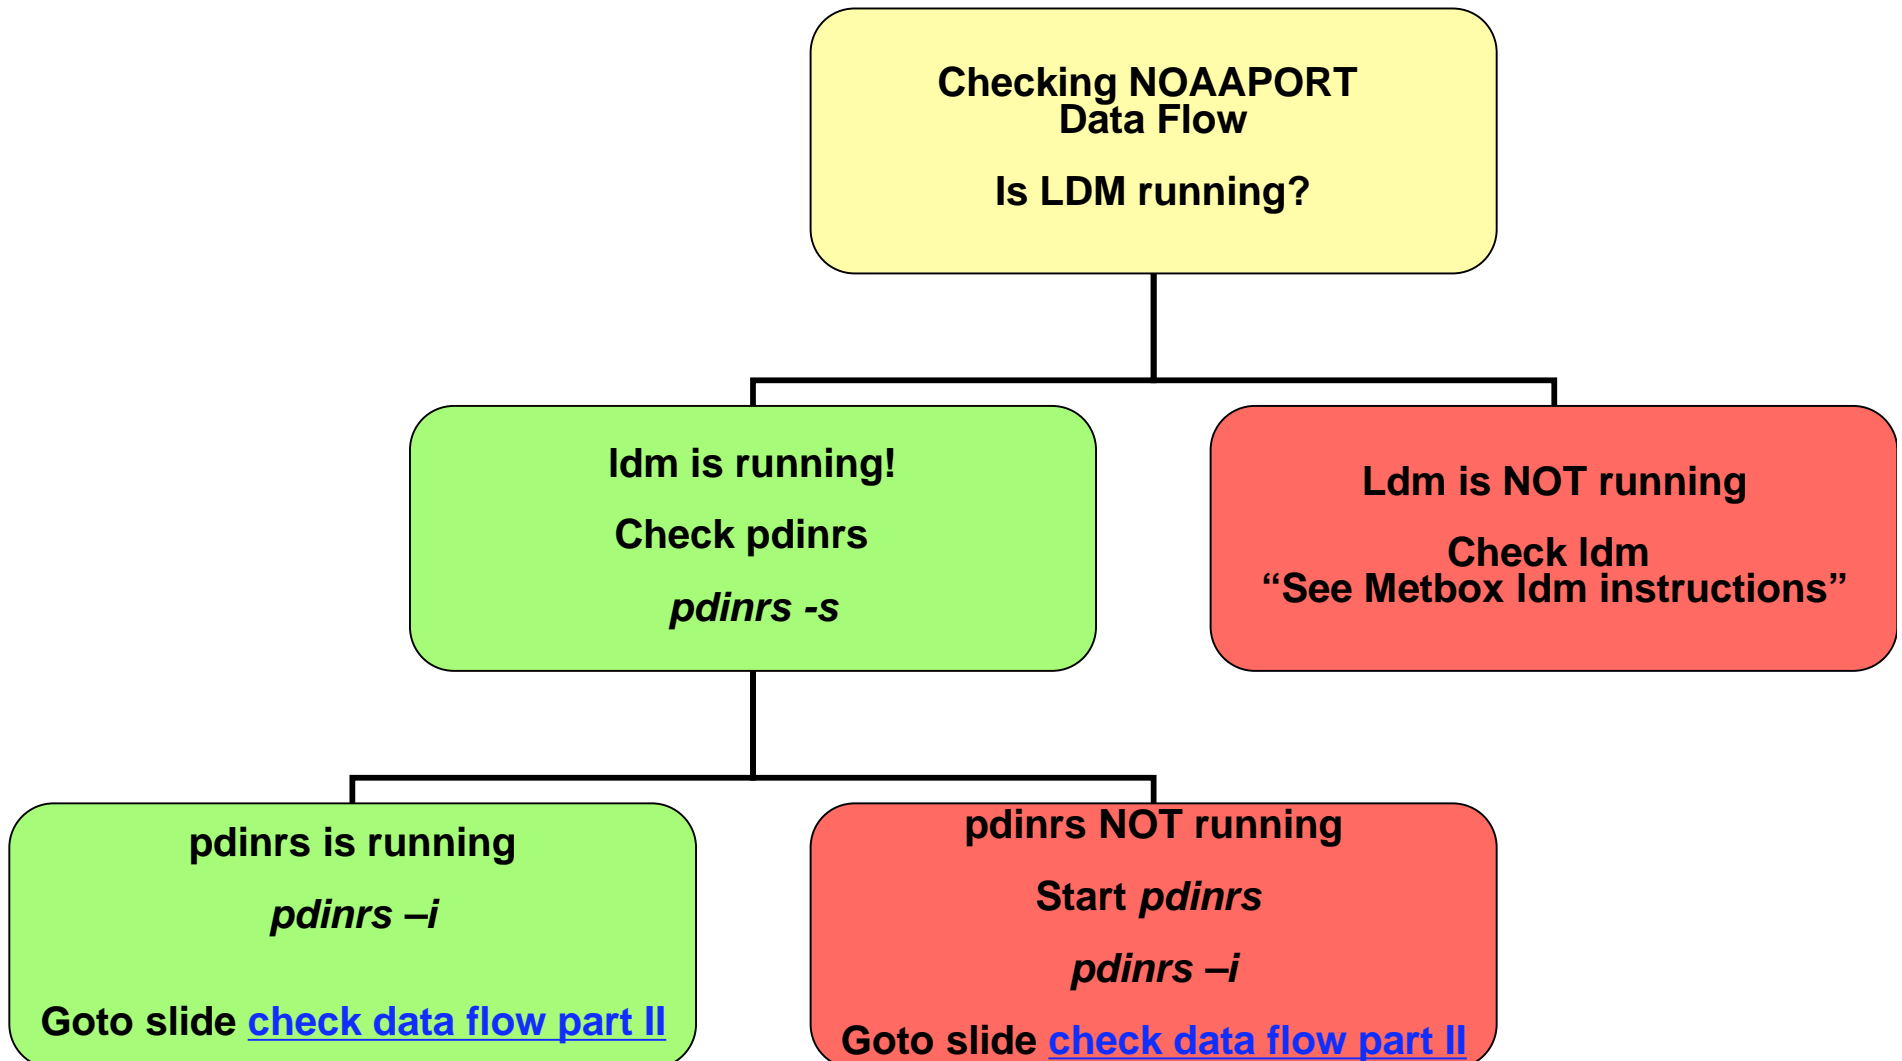 Checking NOAAPORT
Data Flow
Is LDM running?
ldm is running!
Check pdinrs
pdinrs -s
Ldm is NOT running
Check ldm
“See Metbox ldm instructions”
pdinrs is running
pdinrs –i
Goto slide check data flow part II
pdinrs NOT running
Start pdinrs
pdinrs –i
Goto slide check data flow part II